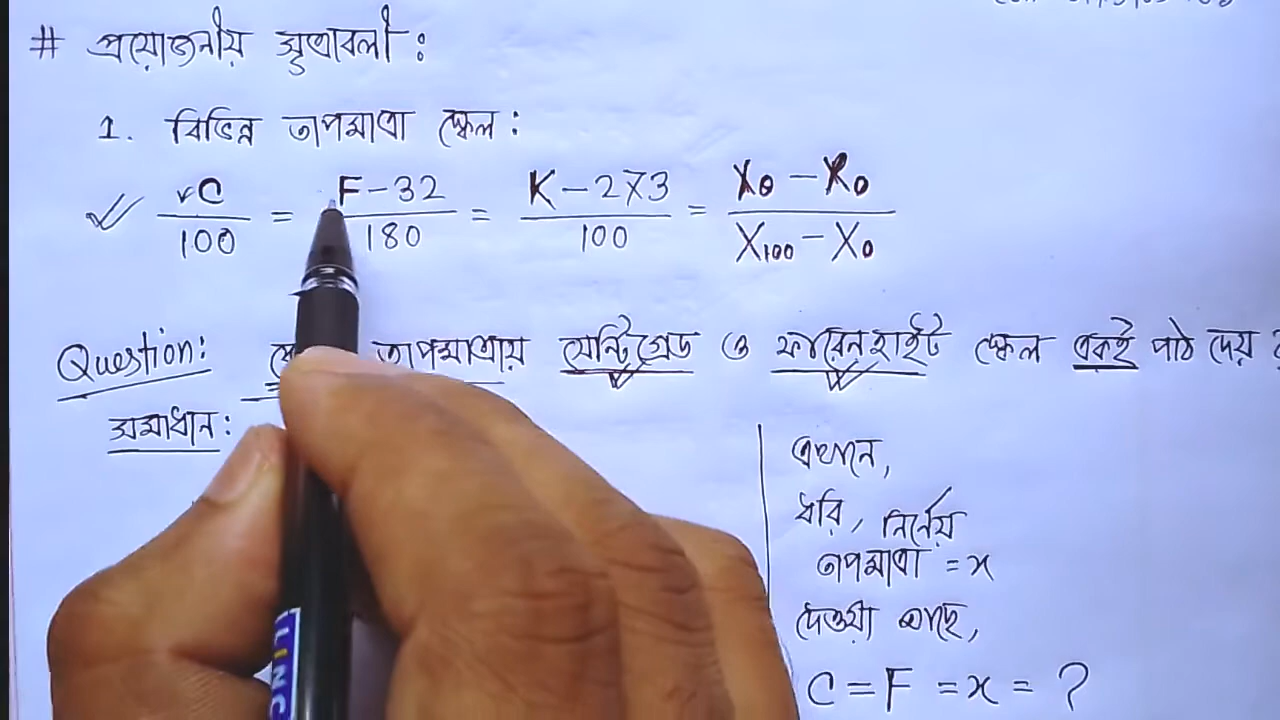 # প্রয়োজনীয় সূত্রাবলী :
1. বিভিন্ন তাপমাত্রা স্কেল :
C/100 = F-32/180 = K-273/100 = Xθ-X0/X100-X0
Question: তাপমাত্রায় সেন্টিগ্রেড ও ফারেনহাইট স্কেল একই পাঠ দেয়
সমাধান:
এখানে,
ধরি, নির্নেয়
তাপমাত্রা = x
দেওয়া আছে,
C = F = x = ?
LINC